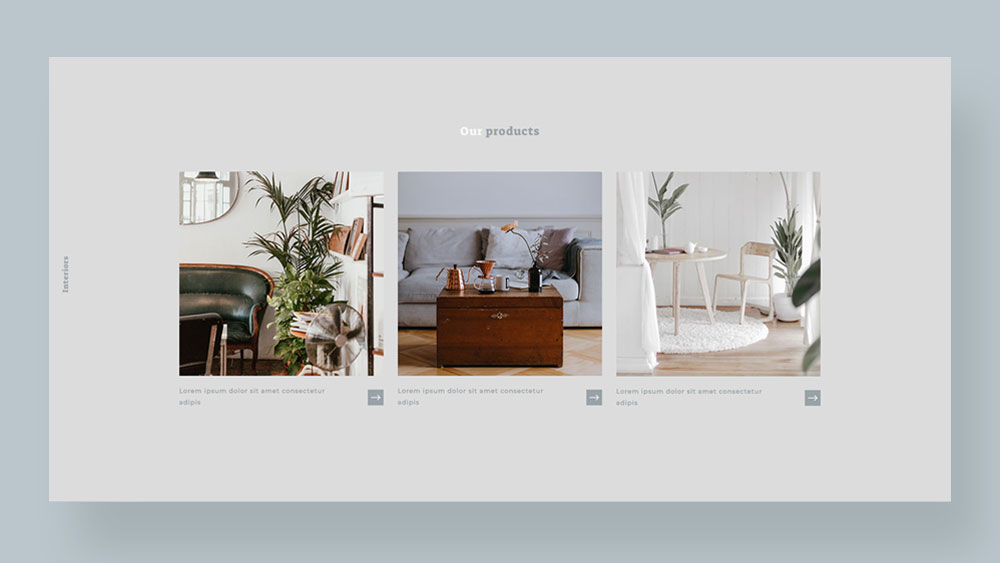 Our products
Interiors
Lorem ipsum dolor sit amet consectetur
adipis
Lorem ipsum dolor sit amet consectetur
adipis
Lorem ipsum dolor sit amet consectetur
adipis